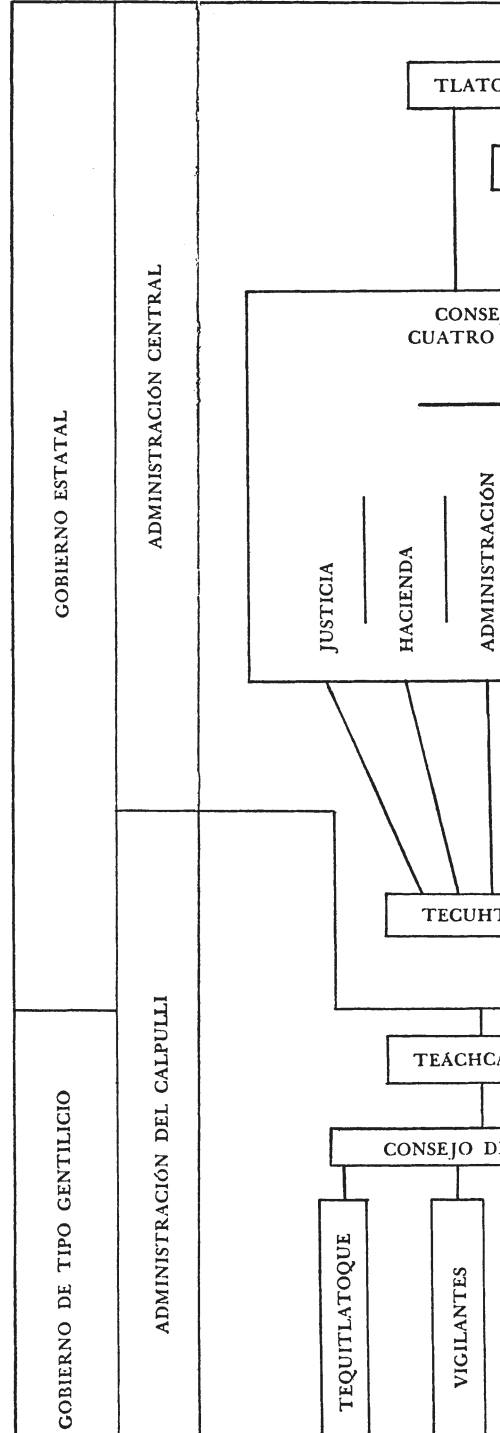 GOBIERNO ESTATAL
GOBIERNO DE TIPO GENTILICIO
ADMINISTRACIÓN CENTRAL
ADMINISTRACIÓN DEL CALPULLI
TLATO
CONSE
CUATRO
JUSTICIA
HACIENDA
ADMINISTRACIÓN
TECUHT
TEÁCHCA
CONSEJO D
TEQUITLATOQUE
VIGILANTES